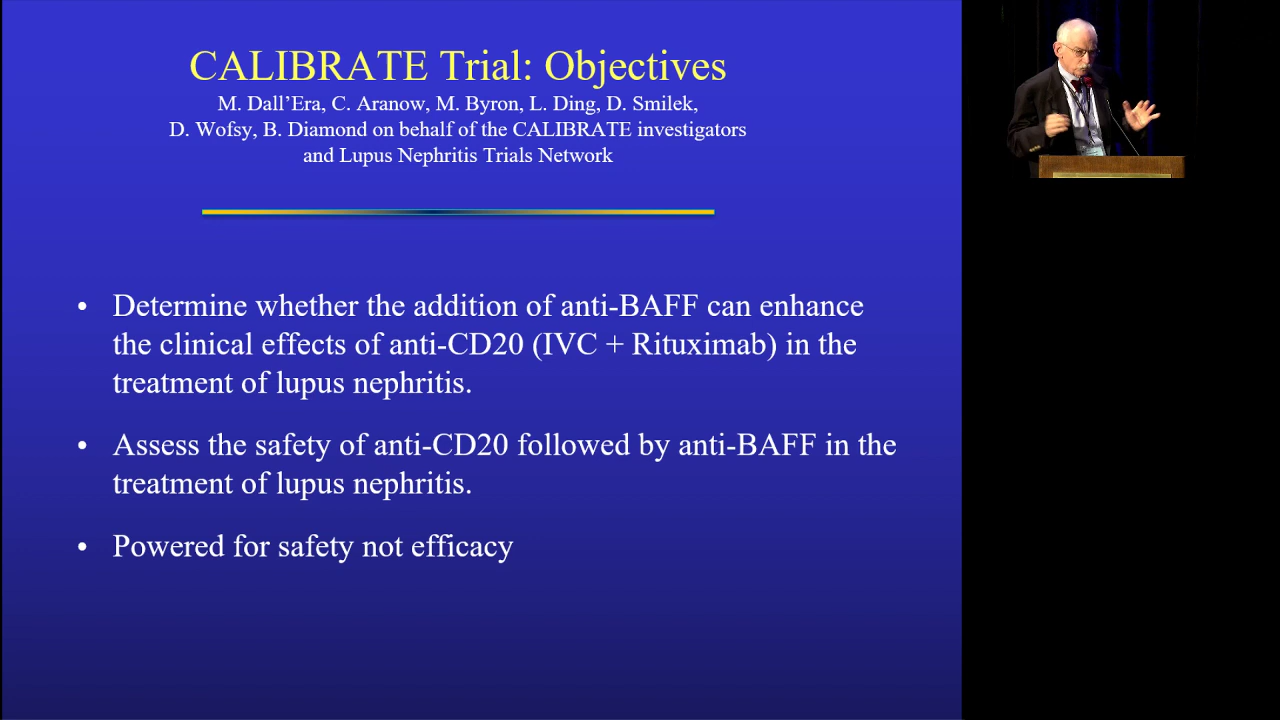 CALIBRATE Trial: Objectives
M. Dall’Era, C. Aranow, M. Byron, L. Ding, D. Smilek,
D. Wofsy, B. Diamond on behalf of the CALIBRATE investigators
and Lupus Nephritis Trials Network
• Determine whether the addition of anti-BAFF can enhance
the clinical effects of anti-CD20 (IVC + Rituximab) in the
treatment of lupus nephritis.
• Assess the safety of anti-CD20 followed by anti-BAFF in the
treatment of lupus nephritis.
• Powered for safety not efficacy